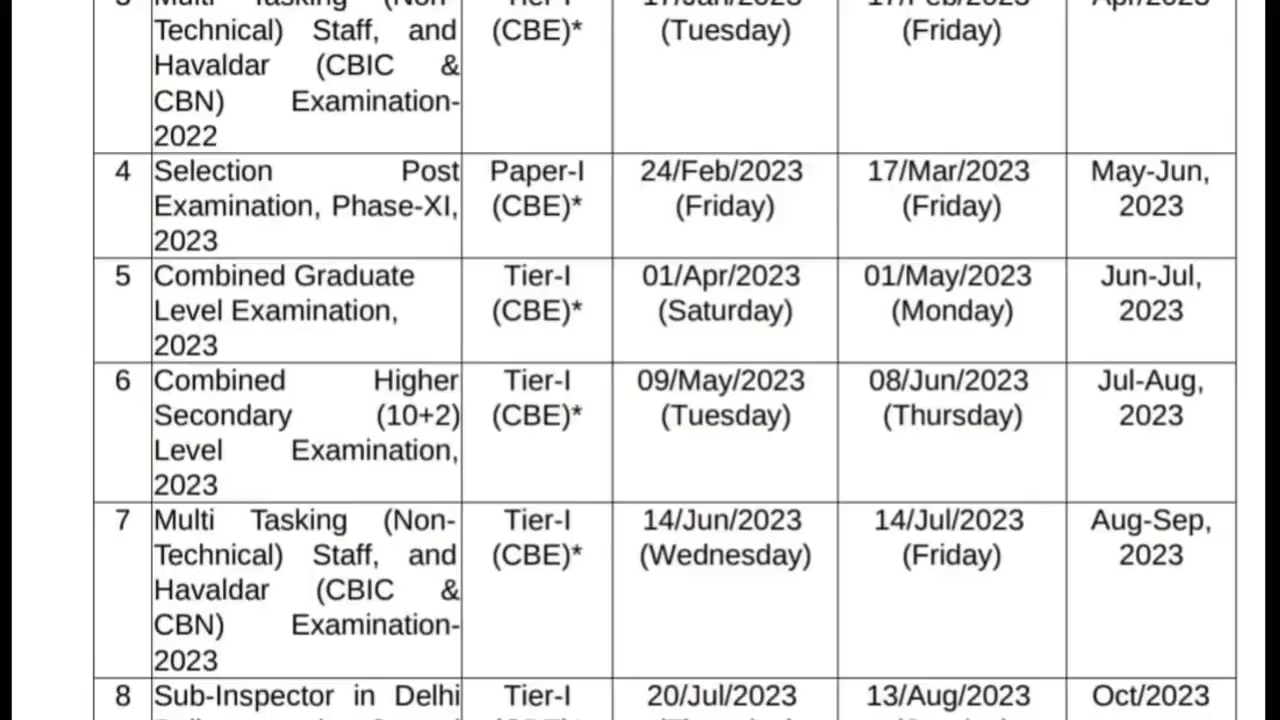 3 Multi Tasking (Non- Tier-I 17/Jan/2023 17/Feb/2023 Apr/2023
Technical) Staff, and (CBE)* (Tuesday) (Friday)
Havaldar (CBIC &
CBN) Examination-
2022
4 Selection Post Paper-I 24/Feb/2023 17/Mar/2023 May-Jun,
Examination, Phase-XI, (CBE)* (Friday) (Friday) 2023
2023
5 Combined Graduate Tier-I 01/Apr/2023 01/May/2023 Jun-Jul,
Level Examination, (CBE)* (Saturday) (Monday) 2023
2023
6 Combined Higher Tier-I 09/May/2023 08/Jun/2023 Jul-Aug,
Secondary (10+2) (CBE)* (Tuesday) (Thursday) 2023
Level Examination,
2023
7 Multi Tasking (Non- Tier-I 14/Jun/2023 14/Jul/2023 Aug-Sep,
Technical) Staff, and (CBE)* (Wednesday) (Friday) 2023
Havaldar (CBIC &
CBN) Examination-
2023
8 Sub-Inspector in Delhi Tier-I 20/Jul/2023 13/Aug/2023 Oct/2023